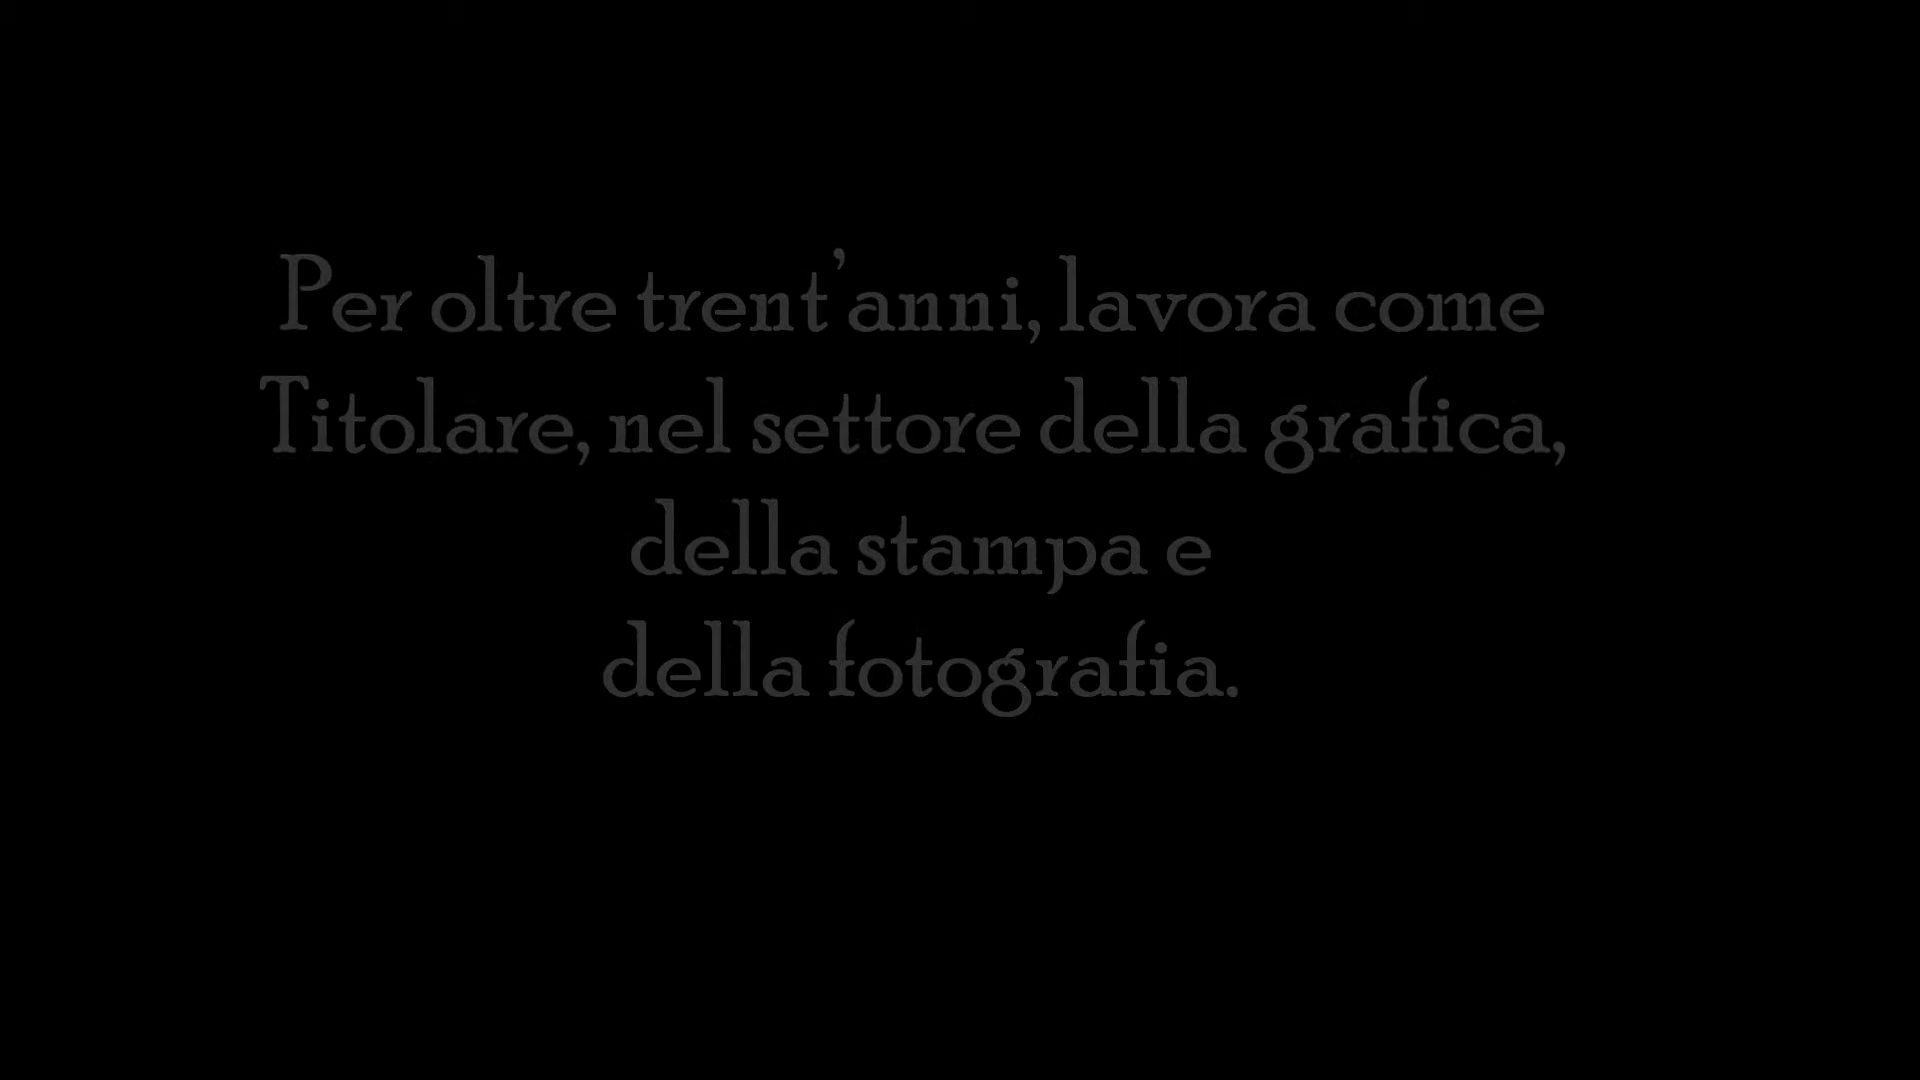 Per oltre trent’anni, lavora come
Titolare, nel settore della grafica,
della stampa e
della fotografia.